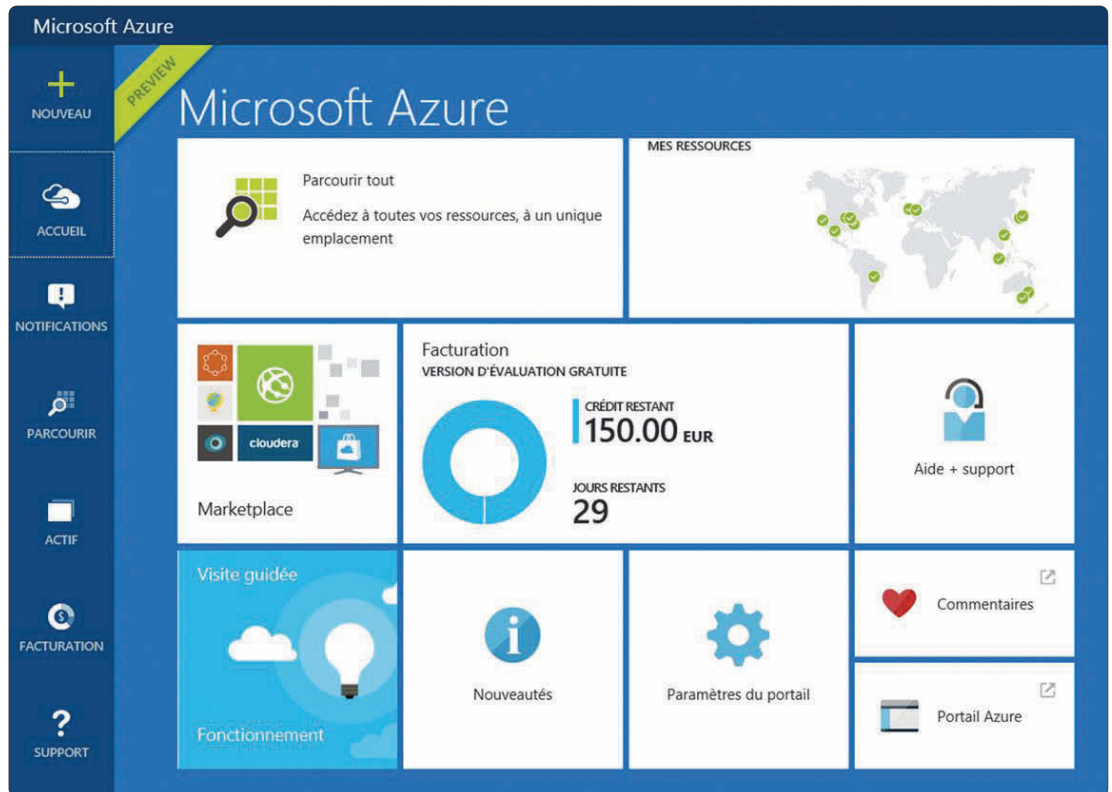 Microsoft Azure
NOUVEAU
ACCUEIL
NOTIFICATIONS
PARCOURIR
ACTIF
FACTURATION
SUPPORT
PREVIEW
Microsoft Azure
Parcourir tout
Accédez à toutes vos ressources, à un unique
emplacement
MES RESSOURCES
cloudera
Marketplace
Facturation
VERSION D'ÉVALUATION GRATUITE
CRÉDIT RESTANT
150.00 EUR
JOURS RESTANTS
29
Aide + support
Visite guidée
Fonctionnement
Nouveautés
Paramètres du portail
Commentaires
Portail Azure